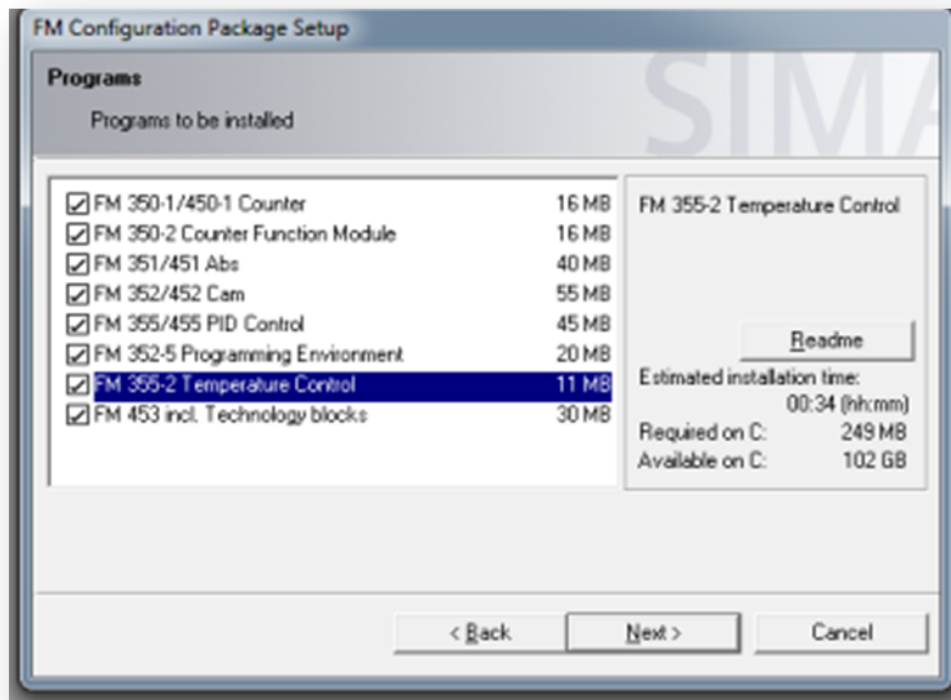 FM Configuration Package Setup
Programs
Programs to be installed
SIMA
FM 350-1/450-1 Counter 16 MB
FM 350-2 Counter Function Module 16 MB
FM 351/451 Abs 40 MB
FM 352/452 Cam 55 MB
FM 355/455 PID Control 45 MB
FM 352-5 Programming Environment 20 MB
FM 355-2 Temperature Control 11 MB
FM 453 incl. Technology blocks 30 MB
FM 355-2 Temperature Control
Readme
Estimated installation time:
00:34 (hh:mm)
Required on C: 249 MB
Available on C: 102 GB
< Back Next > Cancel